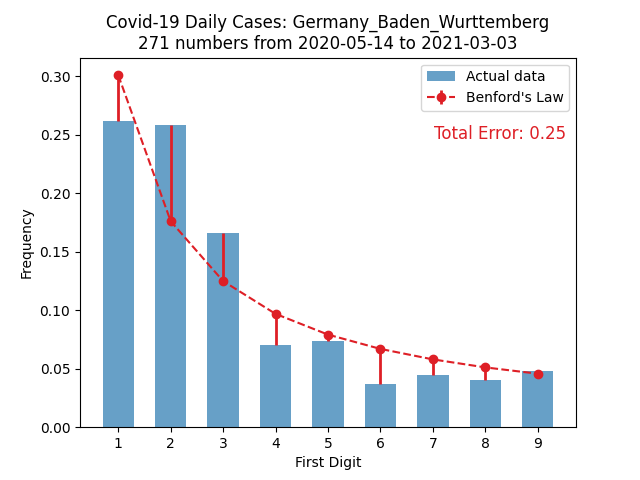 Covid-19 Daily Cases: Germany_Baden_Wurttemberg
271 numbers from 2020-05-14 to 2021-03-03
Actual data
Benford's Law
Total Error: 0.25
Frequency
0.30
0.25
0.20
0.15
0.10
0.05
0.00
1 2 3 4 5 6 7 8 9
First Digit